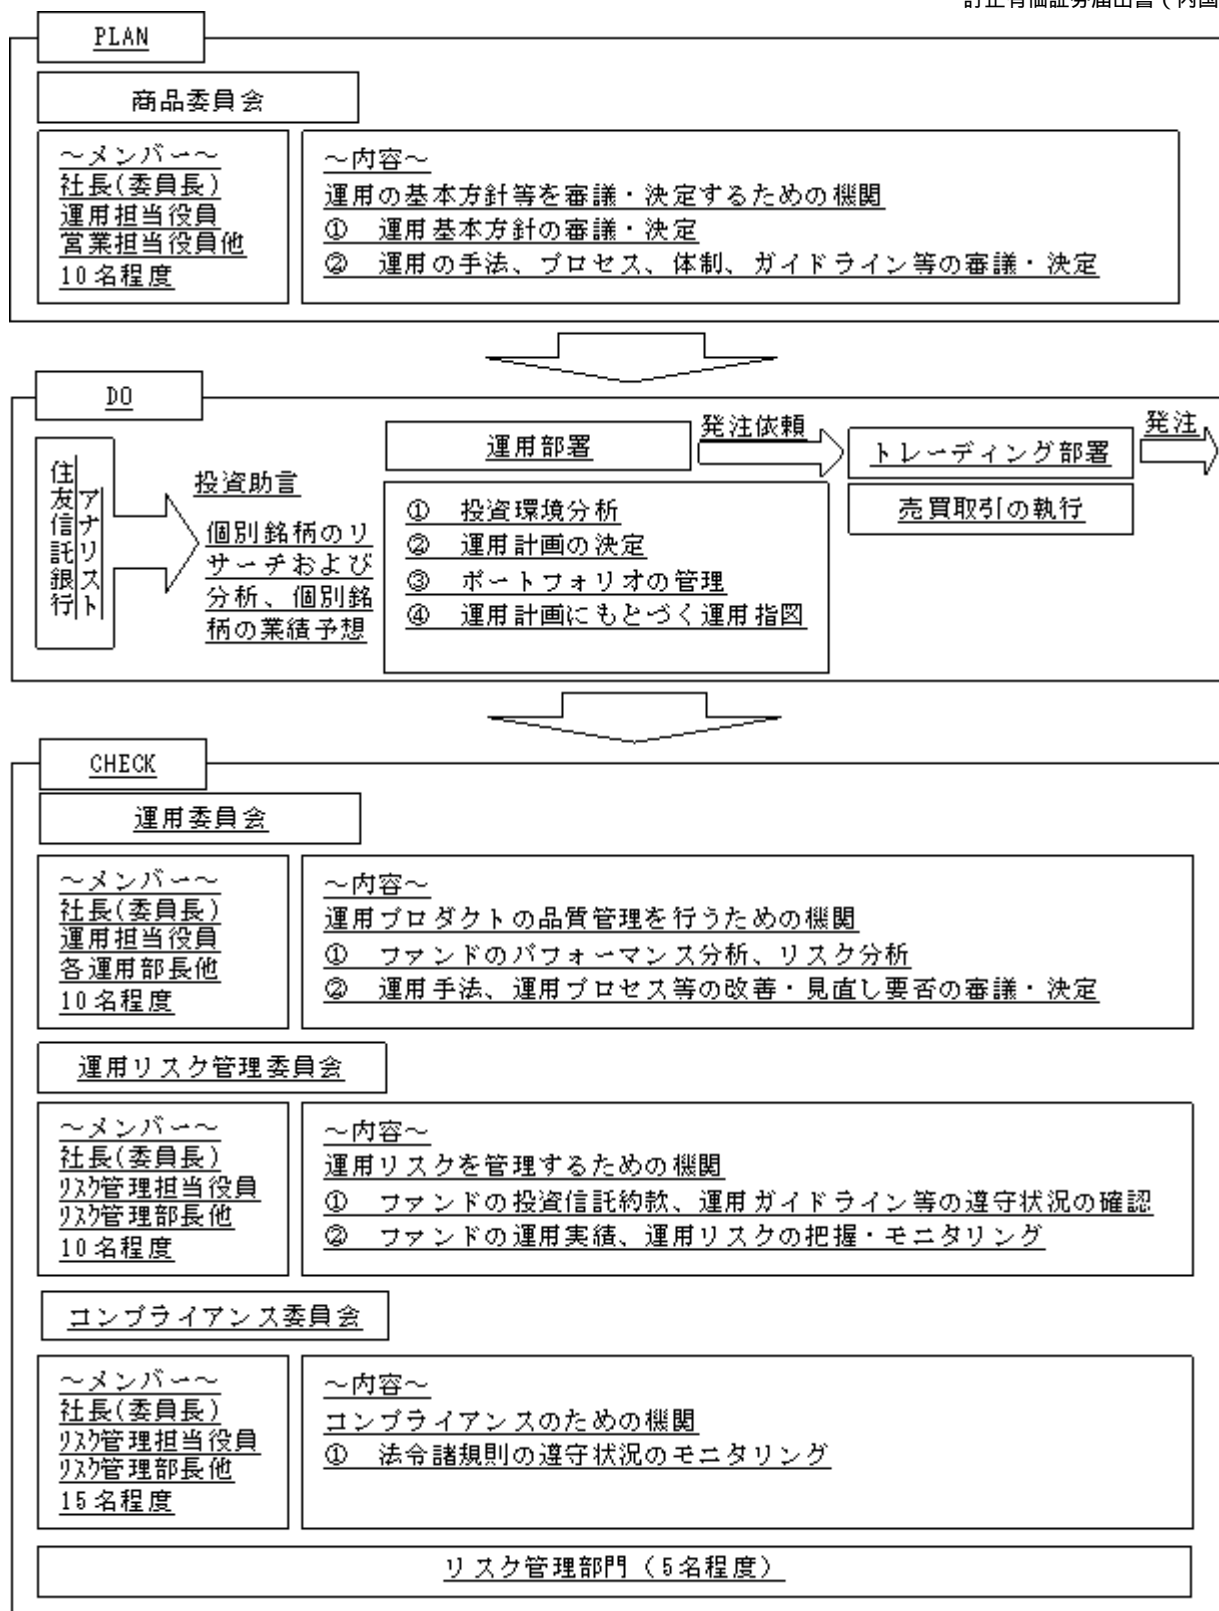 訂正有価証券届出書(内国
PLAN
商品委員会
～メンバー～
社長(委員長)
運用担当役員
営業担当役員他
10名程度
～内容～
運用の基本方針等を審議・決定するための機関
① 運用基本方針の審議・決定
② 運用の手法、プロセス、体制、ガイドライン等の審議・決定
DO
住友信託銀行
アナリスト
投資助言
個別銘柄のリ
サーチおよび
分析、個別銘
柄の業績予想
運用部署
① 投資環境分析
② 運用計画の決定
③ ポートフォリオの管理
④ 運用計画にもとづく運用指図
発注依頼
トレーディング部署
売買取引の執行
発注
CHECK
運用委員会
～メンバー～
社長(委員長)
運用担当役員
各運用部長他
10名程度
～内容～
運用プロダクトの品質管理を行うための機関
① ファンドのパフォーマンス分析、リスク分析
② 運用手法、運用プロセス等の改善・見直し要否の審議・決定
運用リスク管理委員会
～メンバー～
社長(委員長)
ﾘｽｸ管理担当役員
ﾘｽｸ管理部長他
10名程度
～内容～
運用リスクを管理するための機関
① ファンドの投資信託約款、運用ガイドライン等の遵守状況の確認
② ファンドの運用実績、運用リスクの把握・モニタリング
コンプライアンス委員会
～メンバー～
社長(委員長)
ﾘｽｸ管理担当役員
ﾘｽｸ管理部長他
15名程度
～内容～
コンプライアンスのための機関
① 法令諸規則の遵守状況のモニタリング
リスク管理部門(5名程度)